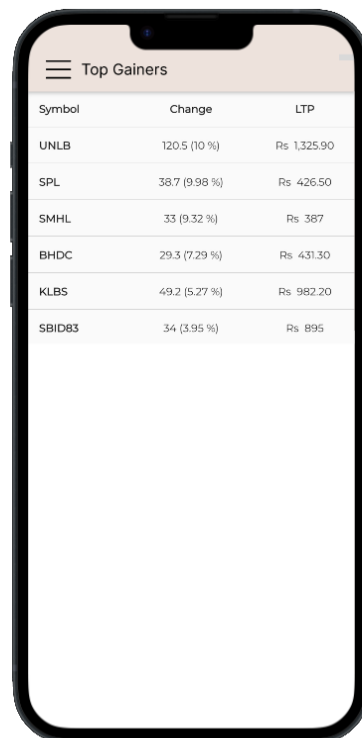 Top Gainers
Symbol Change LTP
UNLB 120.5 (10 %) Rs 1,325.90
SPL 38.7 (9.98 %) Rs 426.50
SMHL 33 (9.32 %) Rs 387
BHDC 29.3 (7.29 %) Rs 431.30
KLBS 49.2 (5.27 %) Rs 982.20
SBID83 34 (3.95 %) Rs 895